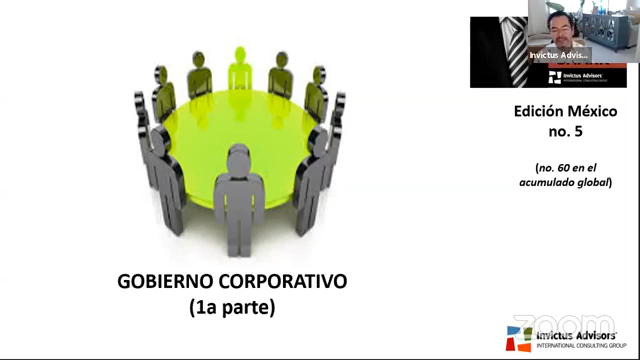 Invictus Advis...
Invictus Advisors
Edición México
no. 5
(no. 60 en el
acumulado global)
GOBIERNO CORPORATIVO
(1a parte)
zoom
Invictus Advisors
INTERNATIONAL CONSULTING GROUP